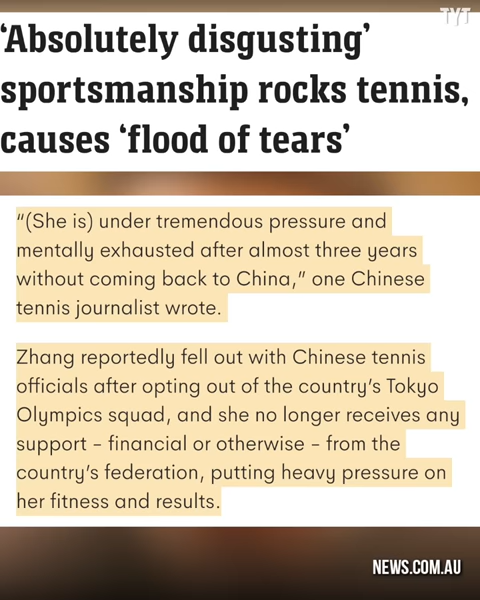 TYT
‘Absolutely disgusting’
sportsmanship rocks tennis,
causes ‘flood of tears’
“(She is) under tremendous pressure and
mentally exhausted after almost three years
without coming back to China,” one Chinese
tennis journalist wrote.
Zhang reportedly fell out with Chinese tennis
officials after opting out of the country’s Tokyo
Olympics squad, and she no longer receives any
support – financial or otherwise – from the
country’s federation, putting heavy pressure on
her fitness and results.
NEWS.COM.AU